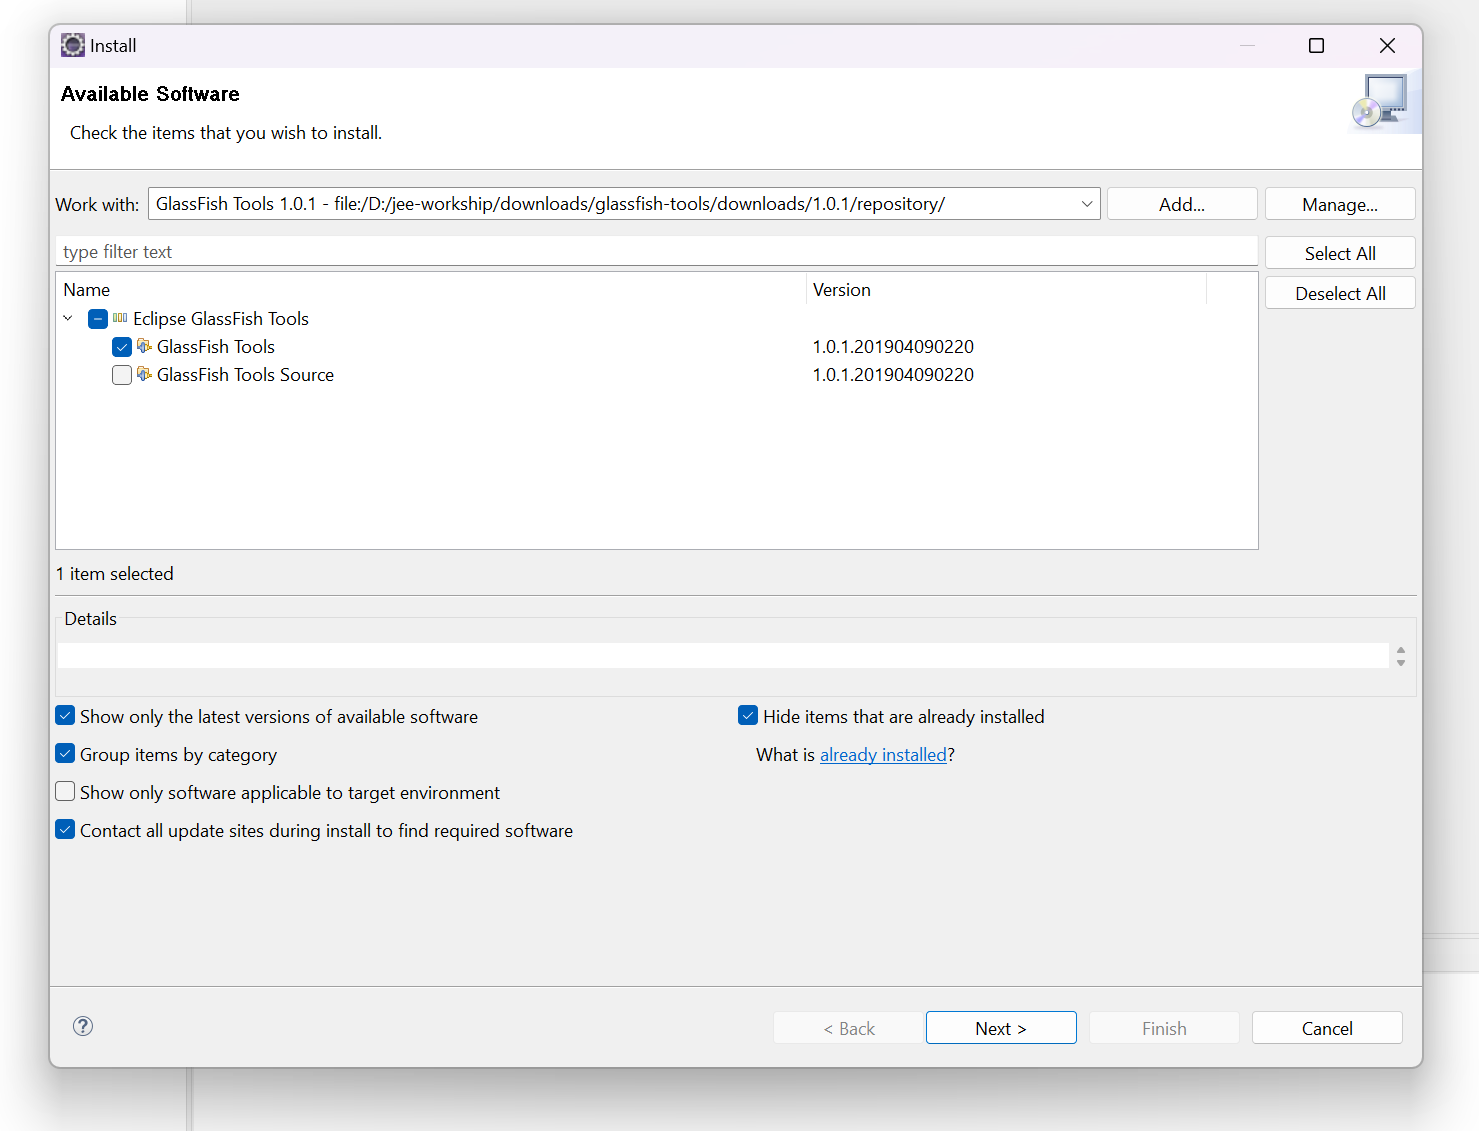 Install
Available Software
Check the items that you wish to install.
Work with: GlassFish Tools 1.0.1 - file:/D:/jee-workship/downloads/glassfish-tools/downloads/1.0.1/repository/ Add... Manage...
type filter text Select All
Deselect All
Name Version
Eclipse GlassFish Tools
GlassFish Tools 1.0.1.201904090220
GlassFish Tools Source 1.0.1.201904090220
1 item selected
Details
Show only the latest versions of available software Hide items that are already installed
Group items by category What is already installed?
Show only software applicable to target environment
Contact all update sites during install to find required software
? < Back Next > Finish Cancel